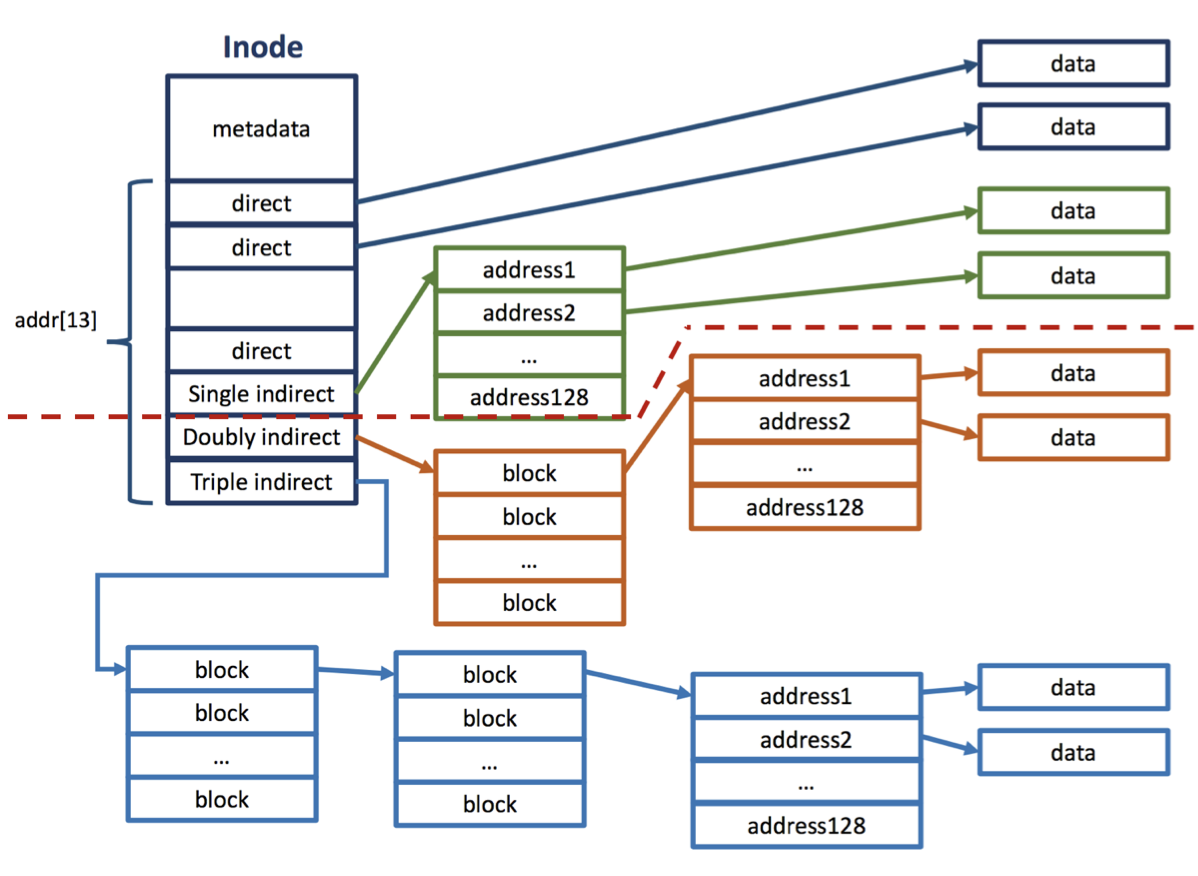 Inode
metadata
direct
direct
direct
Single indirect
Doubly indirect
Triple indirect
addr[13]
address1
address2
...
address128
data
data
data
data
block
block
...
block
address1
address2
...
address128
data
data
block
block
...
block
block
block
...
block
address1
address2
...
address128
data
data